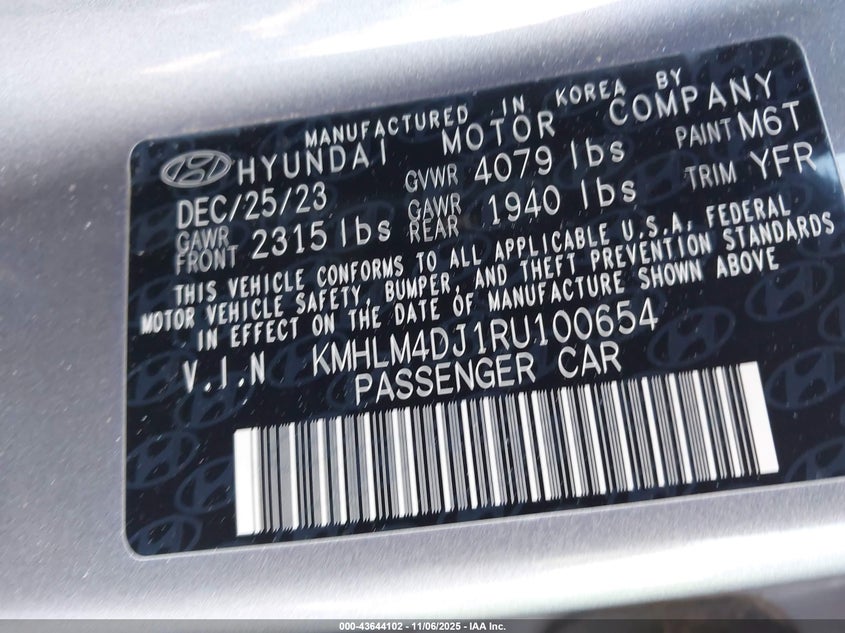 MANUFACTURED IN KOREA BY
HYUNDAI MOTOR COMPANY
DEC/25/23 GVWR 4079 lbs PAINT M6T
GAWR FRONT 2315 lbs GAWR REAR 1940 lbs TRIM YFR
THIS VEHICLE CONFORMS TO ALL APPLICABLE U.S.A. FEDERAL
MOTOR VEHICLE SAFETY, BUMPER, AND THEFT PREVENTION STANDARDS
IN EFFECT ON THE DATE OF MANUFACTURE SHOWN ABOVE
V.I.N KMHLM4DJ1RU100654
PASSENGER CAR
000-43644102 - 11/06/2025 - IAA Inc.